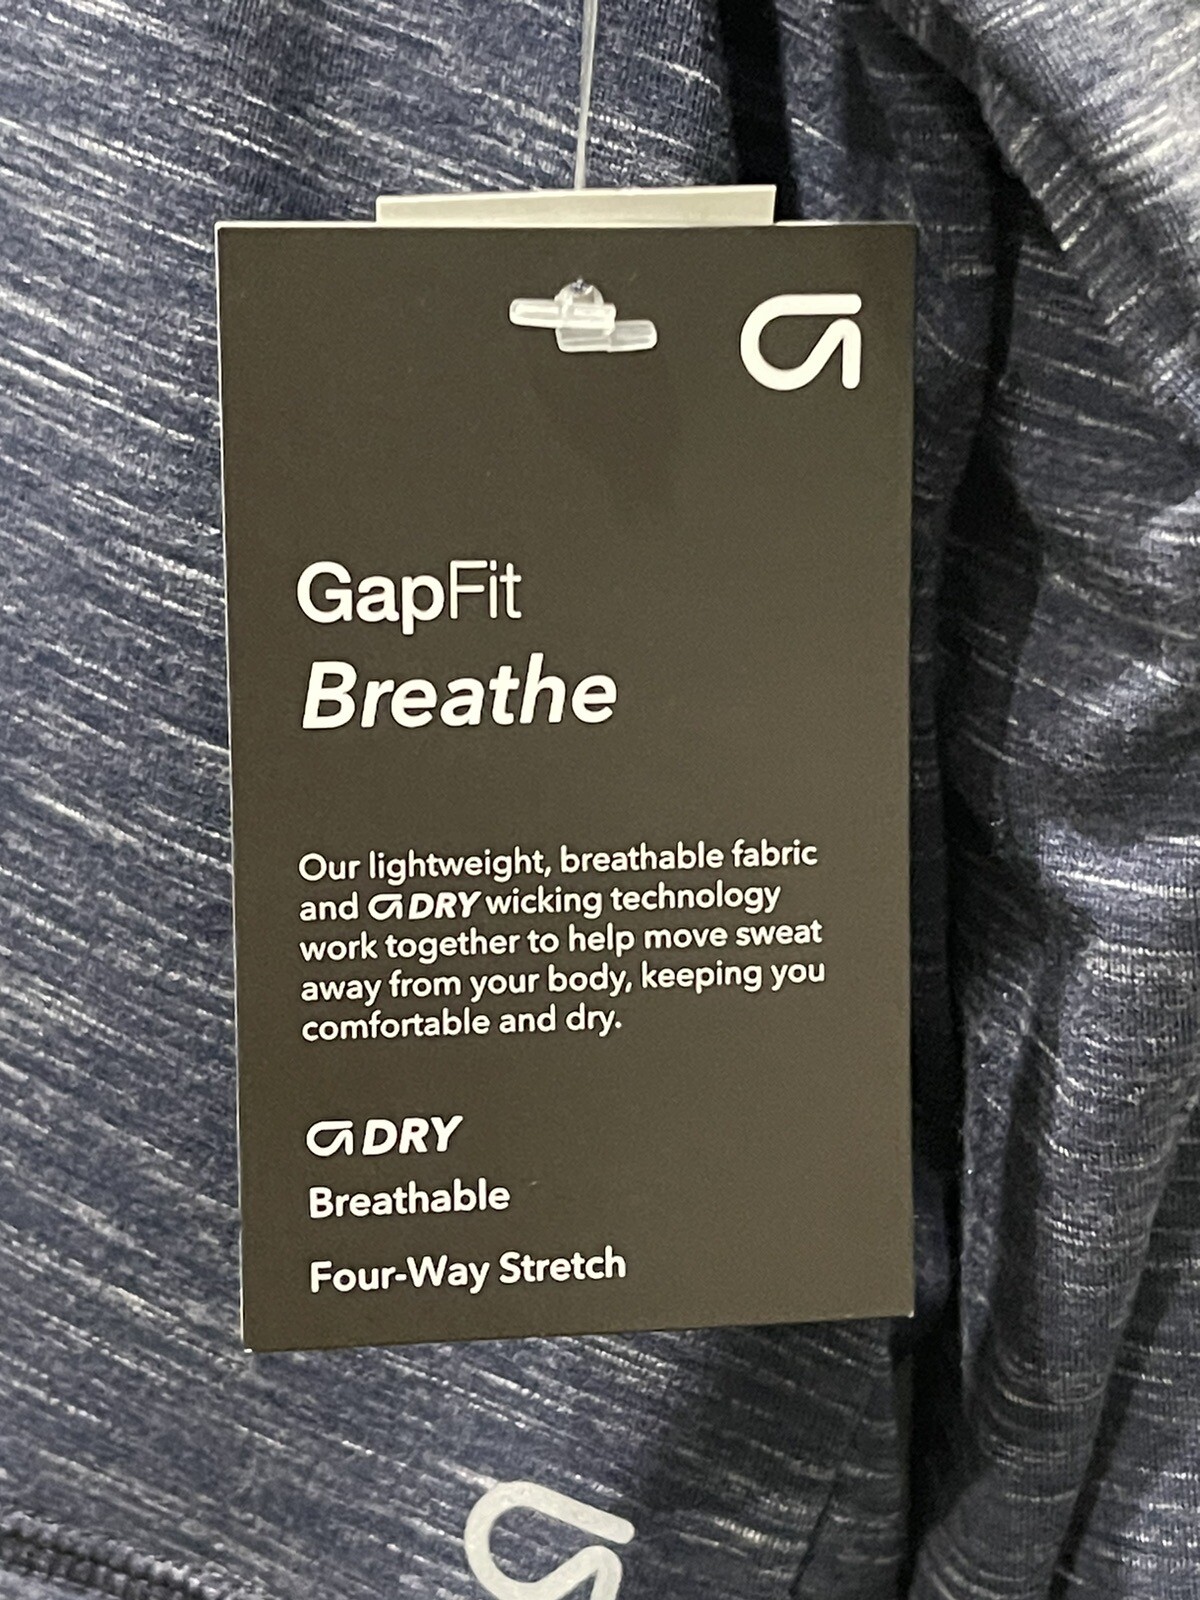 GapFit
Breathe
Our lightweight, breathable fabric
and G DRY wicking technology
work together to help move sweat
away from your body, keeping you
comfortable and dry.
G DRY
Breathable
Four-Way Stretch